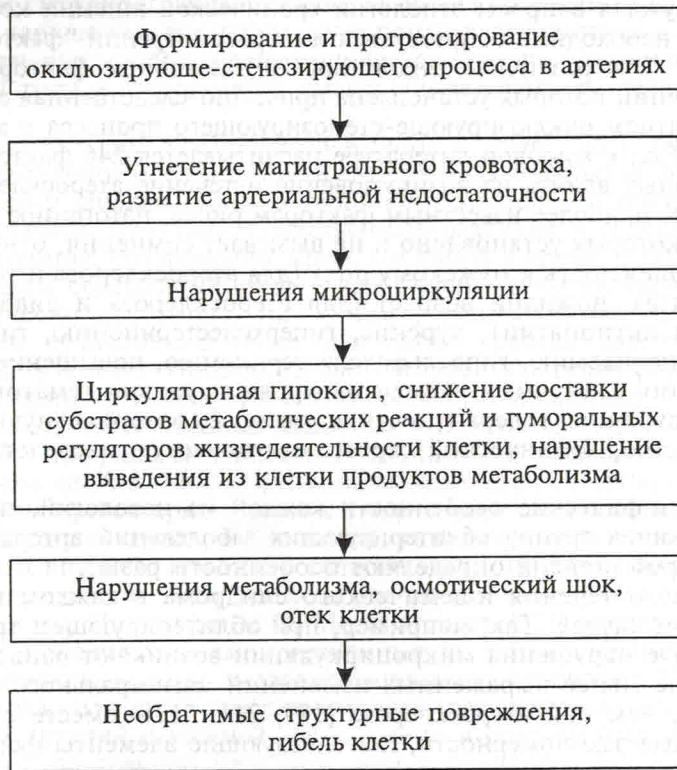 Формирование и прогрессирование
окклюзирующе-стенозирующего процесса в артериях
Угнетение магистрального кровотока,
развитие артериальной недостаточности
Нарушения микроциркуляции
Циркуляторная гипоксия, снижение доставки
субстратов метаболических реакций и гуморальных
регуляторов жизнедеятельности клетки, нарушение
выведения из клетки продуктов метаболизма
Нарушения метаболизма, осмотический шок,
отек клетки
Необратимые структурные повреждения,
гибель клетки